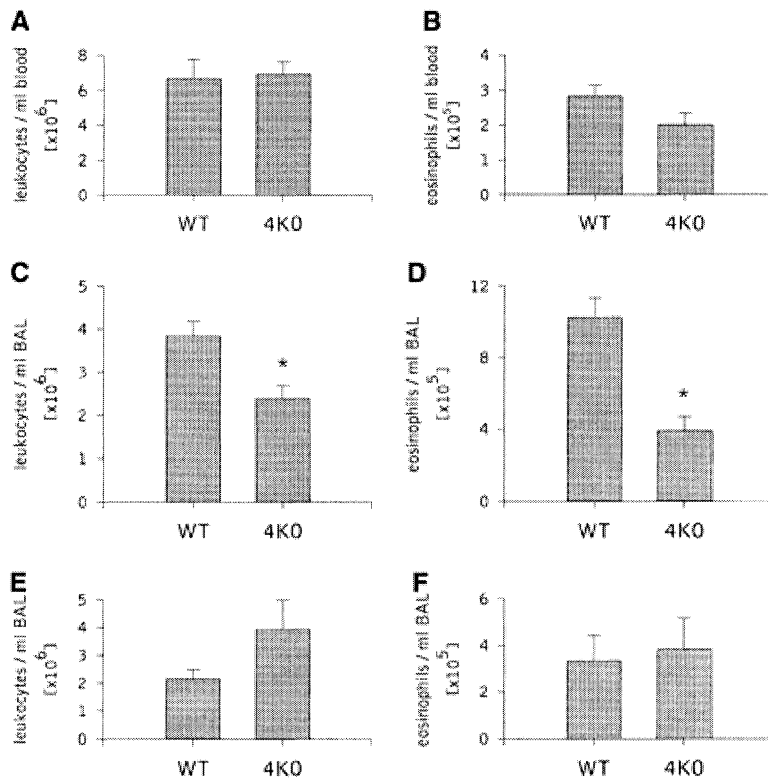 A
leukocytes / ml blood
[x10^6]
8
6
4
2
0
WT
4KO
B
eosinophils / ml blood
[x10^5]
4
3
2
1
0
WT
4KO
C
leukocytes / ml BAL
[x10^6]
5
4
3
2
1
0
*
WT
4KO
D
eosinophils / ml BAL
[x10^5]
12
8
4
0
*
WT
4KO
E
leukocytes / ml BAL
[x10^6]
5
4
3
2
1
0
WT
4KO
F
eosinophils / ml BAL
[x10^5]
6
4
2
0
WT
4KO